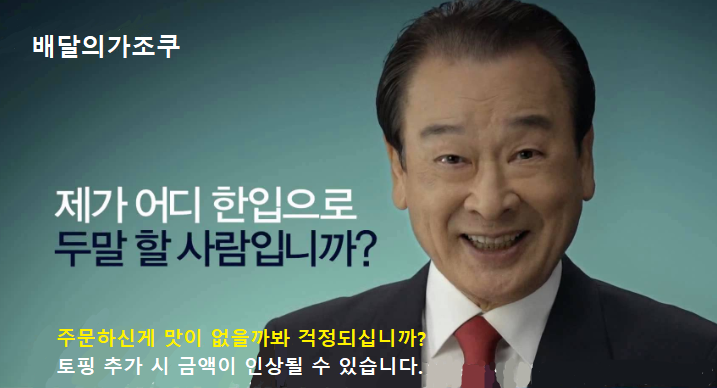 배달의가조쿠
제가 어디 한입으로
두말 할 사람입니까?
주문하신게 맛이 없을까봐 걱정되십니까?
토핑 추가 시 금액이 인상될 수 있습니다.